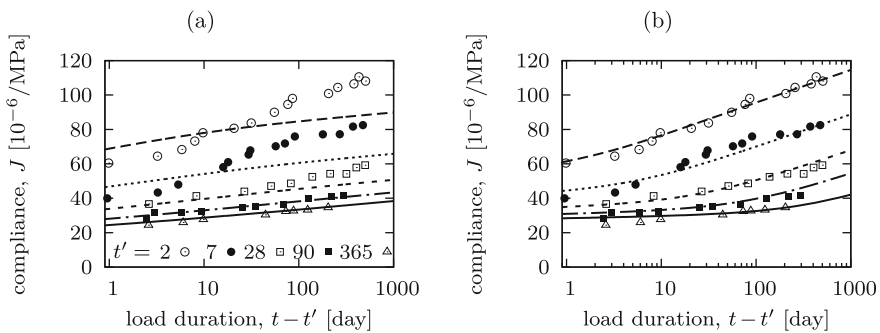 (a)
compliance, J [10⁻⁶/MPa]
120
100
80
60
40
20
0
t′ = 2 7 28 90 365
1 10 100 1000
load duration, t − t′ [day]
(b)
compliance, J [10⁻⁶/MPa]
120
100
80
60
40
20
0
1 10 100 1000
load duration, t − t′ [day]